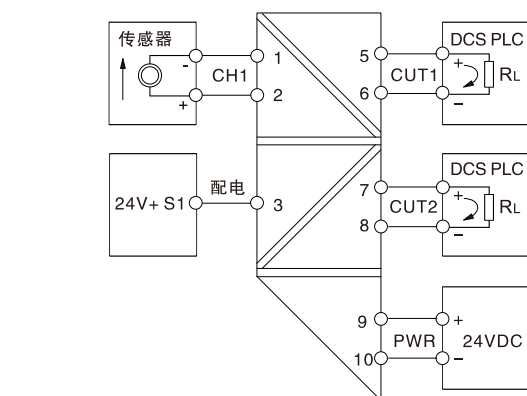 传感器
-
+
CH1
1
2
5
6
CUT1
DCS PLC
+
RL
-
24V+ S1
配电
3
7
8
CUT2
DCS PLC
+
RL
-
9
10
PWR
+
-
24VDC